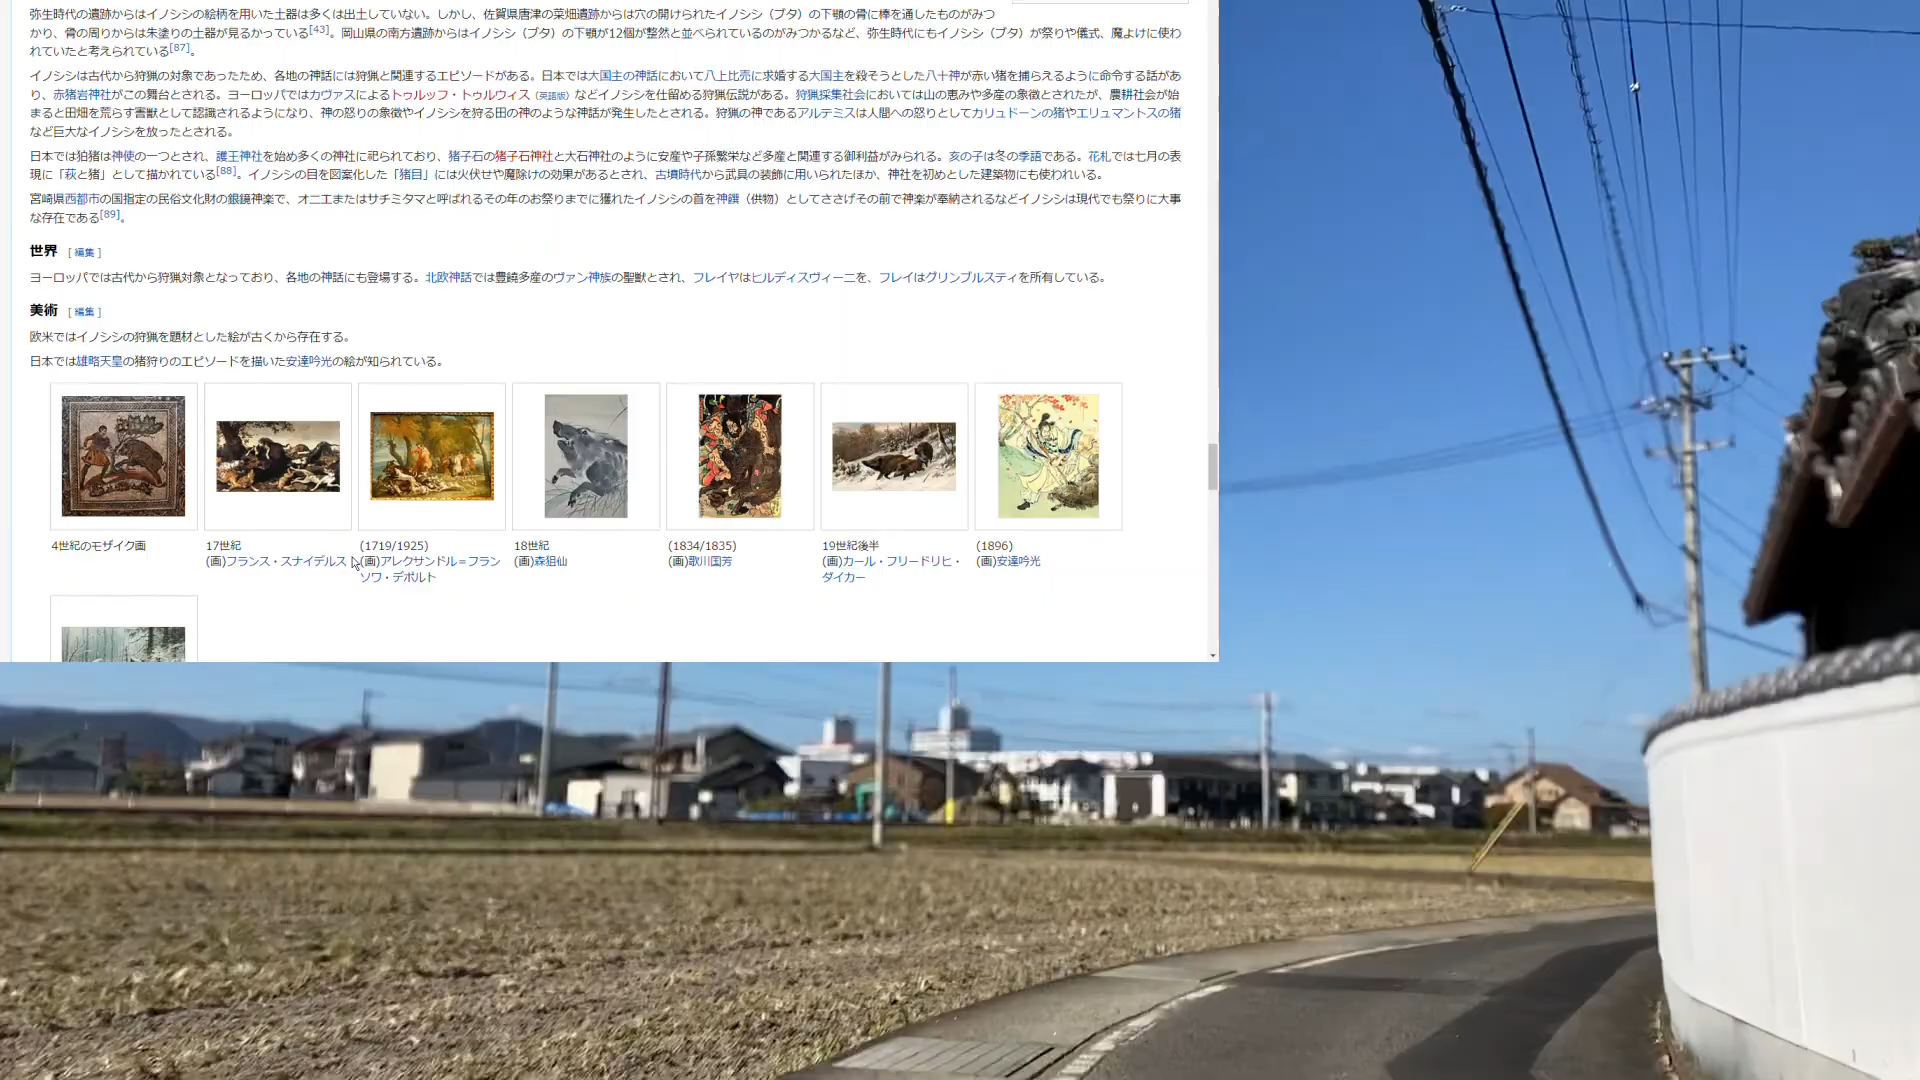 弥生時代の遺跡からはイノシシの絵柄を用いた土器は多くは出土していない。しかし、佐賀県唐津の菜畑遺跡からは穴の開けられたイノシシ（ブタ）の下顎の骨に棒を通したものがみつ
かり、骨の周りからは朱塗りの土器が見るかっている[43]。岡山県の南方遺跡からはイノシシ（ブタ）の下顎が12個が整然と並べられているのがみつかるなど、弥生時代にもイノシシ（ブタ）が祭りや儀式、魔よけに使わ
れていたと考えられている[87]。
イノシシは古代から狩猟の対象であったため、各地の神話には狩猟と関連するエピソードがある。日本では大国主の神話において八上比売に求婚する大国主を殺そうとした八十神が赤い猪を捕らえるように命令する話があ
り、赤猪岩神社がこの舞台とされる。ヨーロッパではカヴァスによるトゥルッフ・トゥルウィス（英語版）などイノシシを仕留める狩猟伝説がある。狩猟採集社会においては山の恵みや多産の象徴とされたが、農耕社会が始
まると田畑を荒らす害獣として認識されるようになり、神の怒りの象徴やイノシシを狩る田の神のような神話が発生したとされる。狩猟の神であるアルテミスは人間への怒りとしてカリュドーンの猪やエリュマントスの猪
など巨大なイノシシを放ったとされる。
日本では狛猪は神使の一つとされ、護王神社を始め多くの神社に祀られており、猪子石の猪子石神社と大石神社のように安産や子孫繁栄など多産と関連する御利益がみられる。亥の子は冬の季語である。花札では七月の表
現に「萩と猪」として描かれている[88]。イノシシの目を図案化した「猪目」には火伏せや魔除けの効果があるとされ、古墳時代から武具の装飾に用いられたほか、神社を初めとした建築物にも使われいる。
宮崎県西都市の国指定の民俗文化財の銀鏡神楽で、オニエまたはサチミタマと呼ばれるその年のお祭りまでに獲れたイノシシの首を神饌（供物）としてささげその前で神楽が奉納されるなどイノシシは現代でも祭りに大事
な存在である[89]。
世界 [編集]
ヨーロッパでは古代から狩猟対象となっており、各地の神話にも登場する。北欧神話では豊饒多産のヴァン神族の聖獣とされ、フレイヤはヒルディスヴィーニを、フレイはグリンブルスティを所有している。
美術 [編集]
欧米ではイノシシの狩猟を題材とした絵が古くから存在する。
日本では雄略天皇の猪狩りのエピソードを描いた安達吟光の絵が知られている。
4世紀のモザイク画
17世紀
(画)フランス・スナイデルス
(1719/1925)
(画)アレクサンドル＝フラン
ソワ・デポルト
18世紀
(画)森狙仙
(1834/1835)
(画)歌川国芳
19世紀後半
(画)カール・フリードリヒ・
ダイカー
(1896)
(画)安達吟光